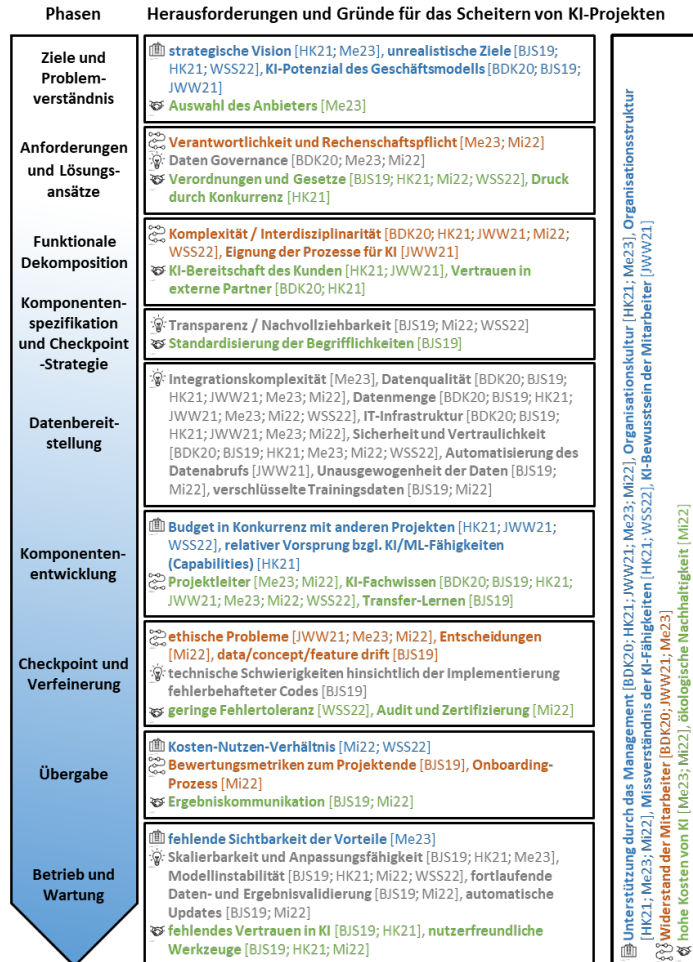 Phasen
Herausforderungen und Gründe für das Scheitern von KI-Projekten
Ziele und
Problem-
verständnis
strategische Vision [HK21; Me23], unrealistische Ziele [BJS19;
HK21; WSS22], KI-Potenzial des Geschäftsmodells [BDK20; BJS19;
JWW21]
Auswahl des Anbieters [Me23]
Anforderungen
und Lösungs-
ansätze
Verantwortlichkeit und Rechenschaftspflicht [Me23; Mi22]
Daten Governance [BDK20; Me23; Mi22]
Verordnungen und Gesetze [BJS19; HK21; Mi22; WSS22], Druck
durch Konkurrenz [HK21]
Funktionale
Dekomposition
Komplexität / Interdisziplinarität [BDK20; HK21; JWW21; Mi22;
WSS22], Eignung der Prozesse für KI [JWW21]
KI-Bereitschaft des Kunden [HK21; JWW21], Vertrauen in
externe Partner [BDK20; HK21]
Komponenten-
spezifikation
und Checkpoint
-Strategie
Transparenz / Nachvollziehbarkeit [BJS19; Mi22; WSS22]
Standardisierung der Begrifflichkeiten [BJS19]
Datenbereit-
stellung
Integrationskomplexität [Me23], Datenqualität [BDK20; BJS19;
HK21; JWW21; Me23; Mi22], Datenmenge [BDK20; BJS19; HK21;
JWW21; Me23; Mi22; WSS22], IT-Infrastruktur [BDK20; BJS19;
HK21; JWW21; Me23; Mi22], Sicherheit und Vertraulichkeit
[BDK20; BJS19; HK21; Me23; Mi22; WSS22], Automatisierung des
Datenabrufs [JWW21], Unausgewogenheit der Daten [BJS19;
Mi22], verschlüsselte Trainingsdaten [BJS19; Mi22]
Komponenten-
entwicklung
Budget in Konkurrenz mit anderen Projekten [HK21; JWW21;
WSS22], relativer Vorsprung bzgl. KI/ML-Fähigkeiten
(Capabilities) [HK21]
Projektleiter [Me23; Mi22], KI-Fachwissen [BDK20; BJS19; HK21;
JWW21; Me23; Mi22; WSS22], Transfer-Lernen [BJS19]
Checkpoint und
Verfeinerung
ethische Probleme [JWW21; Me23; Mi22], Entscheidungen
[Mi22], data/concept/feature drift [BJS19]
technische Schwierigkeiten hinsichtlich der Implementierung
fehlerbehafteter Codes [BJS19]
geringe Fehlertoleranz [WSS22], Audit und Zertifizierung [Mi22]
Übergabe
Kosten-Nutzen-Verhältnis [Mi22; WSS22]
Bewertungsmetriken zum Projektende [BJS19], Onboarding-
Prozess [Mi22]
Ergebniskommunikation [BJS19; Mi22]
Betrieb und
Wartung
fehlende Sichtbarkeit der Vorteile [Me23]
Skalierbarkeit und Anpassungsfähigkeit [BJS19; HK21; Me23],
Modellinstabilität [BJS19; HK21; Mi22; WSS22], fortlaufende
Daten- und Ergebnisvalidierung [BJS19; Mi22], automatische
Updates [BJS19; Mi22]
fehlendes Vertrauen in KI [BJS19; HK21], nutzerfreundliche
Werkzeuge [BJS19; HK21; Mi22]
Unterstützung durch das Management [BDK20; HK21; JWW21; Me23; Mi22], Organisationskultur [HK21; Me23], Organisationsstruktur
[HK21; Me23; Mi22], Missverständnis der KI-Fähigkeiten [HK21; WSS22], KI-Bewusstsein der Mitarbeiter [JWW21]
Widerstand der Mitarbeiter [BDK20; JWW21; Me23]
hohe Kosten von KI [Me23; Mi22], ökologische Nachhaltigkeit [Mi22]